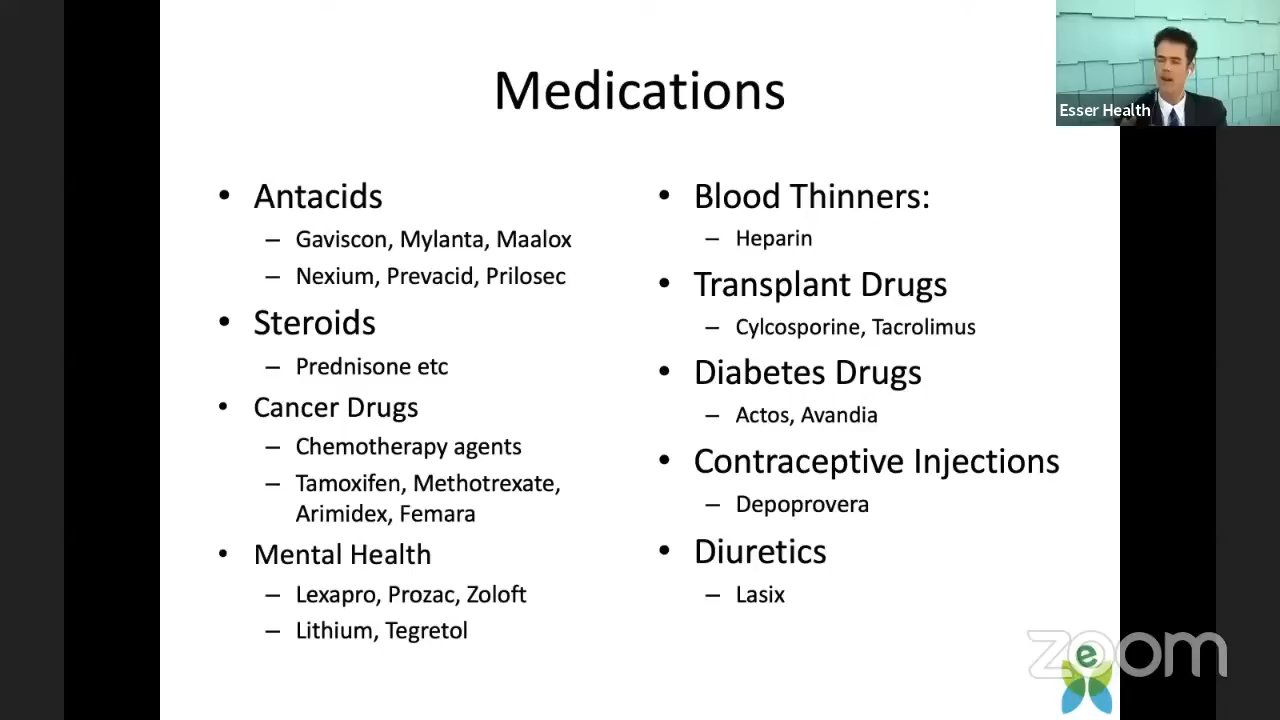 Medications
• Antacids
– Gaviscon, Mylanta, Maalox
– Nexium, Prevacid, Prilosec
• Steroids
– Prednisone etc
• Cancer Drugs
– Chemotherapy agents
– Tamoxifen, Methotrexate,
Arimidex, Femara
• Mental Health
– Lexapro, Prozac, Zoloft
– Lithium, Tegretol
• Blood Thinners:
– Heparin
• Transplant Drugs
– Cylcosporine, Tacrolimus
• Diabetes Drugs
– Actos, Avandia
• Contraceptive Injections
– Depoprovera
• Diuretics
– Lasix
Esser Health
zoom
e